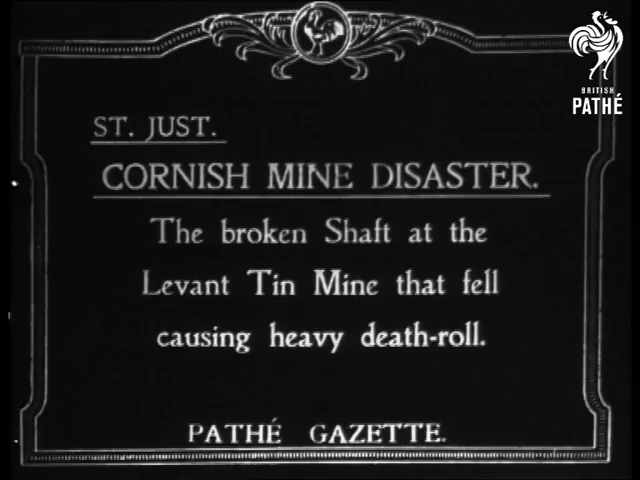 BRITISH
PATHÉ
ST. JUST.
CORNISH MINE DISASTER.
The broken Shaft at the
Levant Tin Mine that fell
causing heavy death-roll.
PATHÉ GAZETTE.